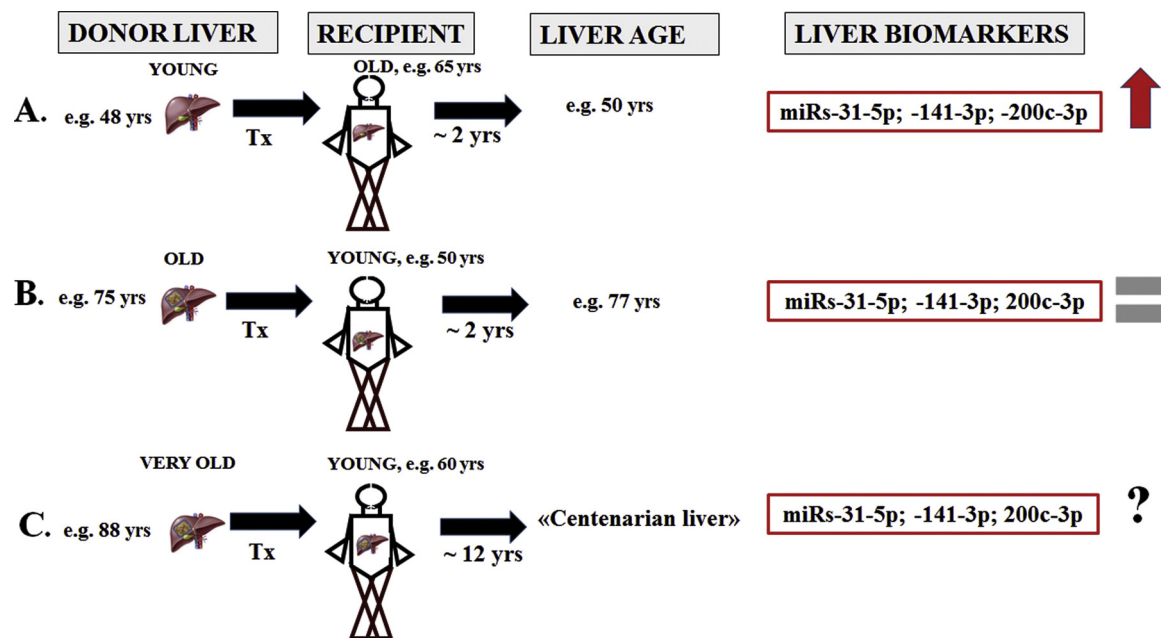 DONOR LIVER RECIPIENT LIVER AGE LIVER BIOMARKERS
YOUNG OLD, e.g. 65 yrs
A. e.g. 48 yrs e.g. 50 yrs miRs-31-5p; -141-3p; -200c-3p
Tx ~ 2 yrs
OLD YOUNG, e.g. 50 yrs
B. e.g. 75 yrs e.g. 77 yrs miRs-31-5p; -141-3p; 200c-3p
Tx ~ 2 yrs
VERY OLD YOUNG, e.g. 60 yrs
C. e.g. 88 yrs «Centenarian liver» miRs-31-5p; -141-3p; 200c-3p ?
Tx ~ 12 yrs